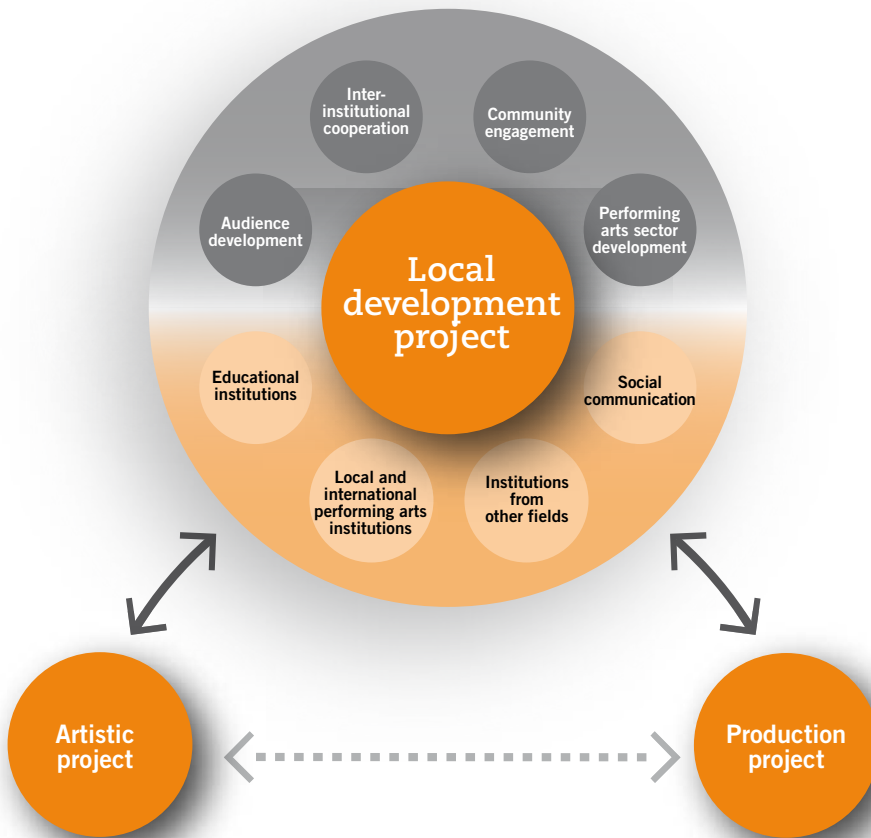 Inter-
institutional
cooperation
Community
engagement
Audience
development
Performing
arts sector
development
Local
development
project
Educational
institutions
Social
communication
Local and
international
performing arts
institutions
Institutions
from
other fields
Artistic
project
Production
project